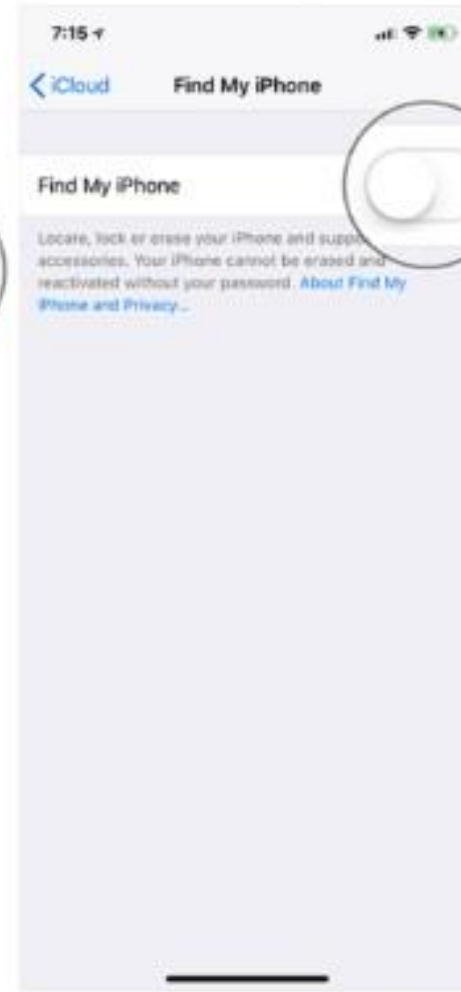 7:15
iCloud
Find My iPhone
Find My iPhone
Locate, lock or erase your iPhone and
accessories. Your iPhone cannot be erased and
reactivated without your password. About Find My
iPhone and Privacy...